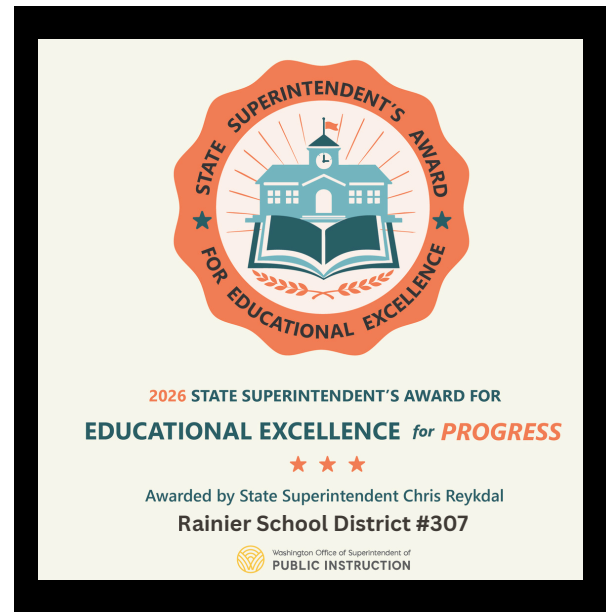 STATE SUPERINTENDENT'S AWARD
FOR EDUCATIONAL EXCELLENCE
2026 STATE SUPERINTENDENT'S AWARD FOR
EDUCATIONAL EXCELLENCE for PROGRESS
Awarded by State Superintendent Chris Reykdal
Rainier School District #307
Washington Office of Superintendent of
PUBLIC INSTRUCTION